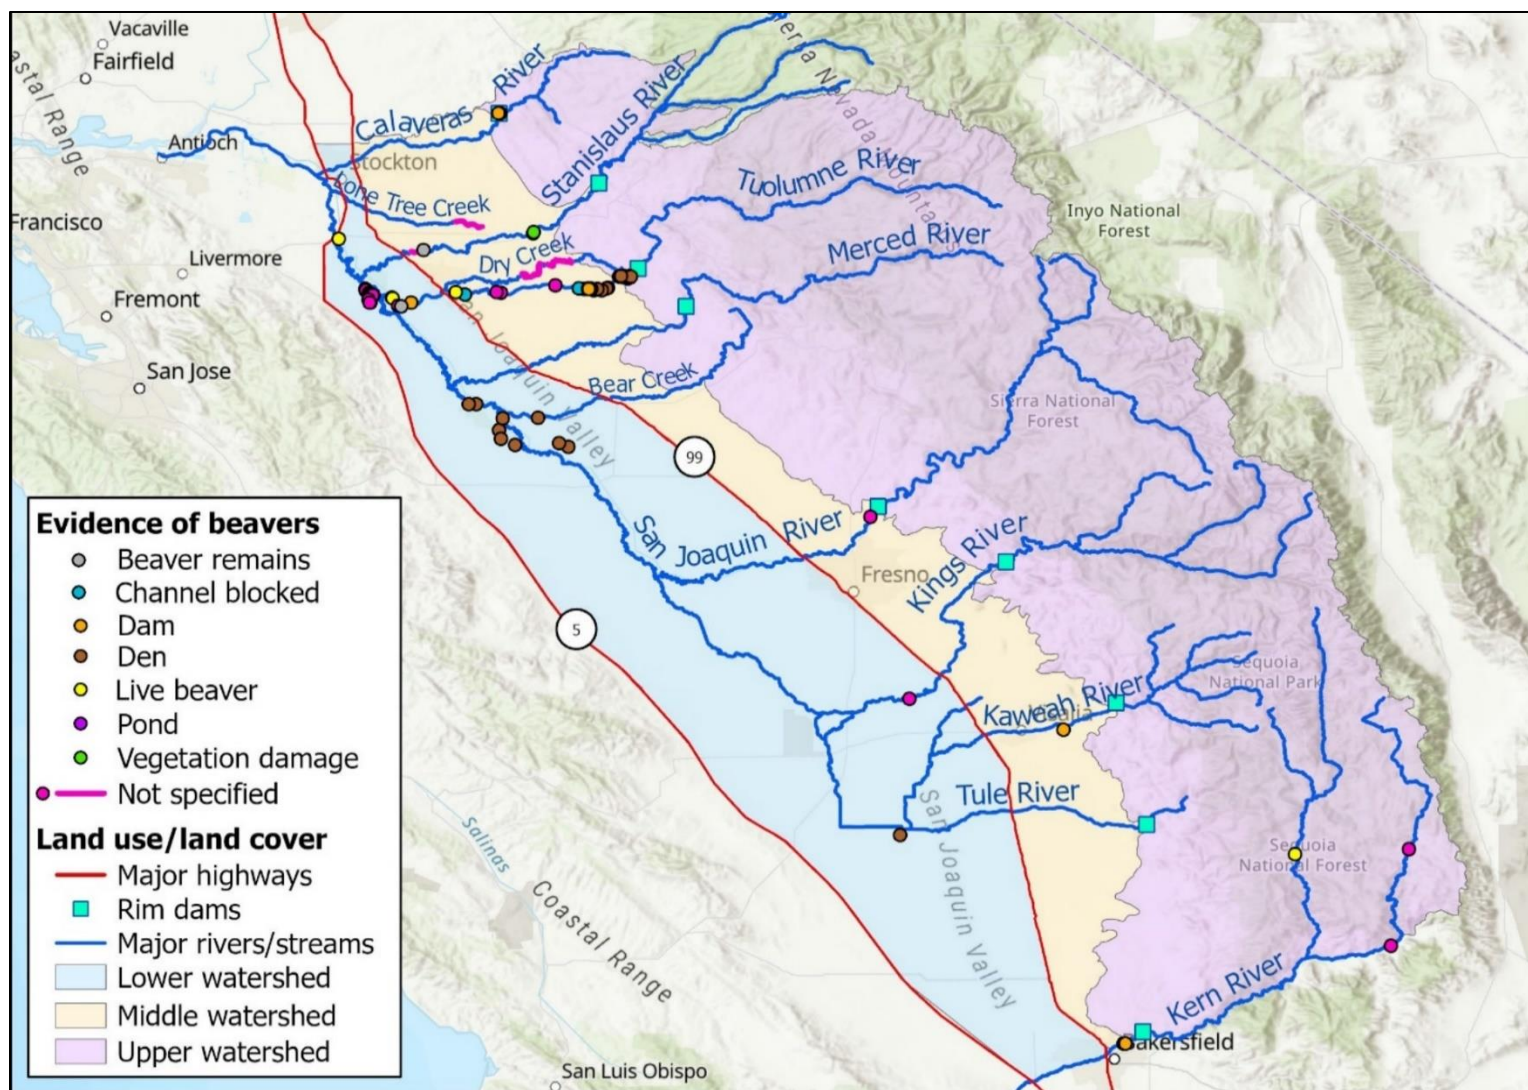 Vacaville
Fairfield
astal Range
Antioch
Stockton
Calaveras River
Stanislaus River
Sierra Nevada Mountains
Lone Tree Creek
Tuolumne River
Francisco
Inyo National
Forest
Livermore
Dry Creek
Merced River
Fremont
San Joaquin Valley
San Jose
Bear Creek
Sierra National
Forest
99
San Joaquin River
Kings River
Fresno
5
Sequoia
National Park
Kaweah River
Tule River
San Joaquin Valley
Sequoia
National Forest
Salinas
Coastal Range
Kern River
Bakersfield
San Luis Obispo
Evidence of beavers
Beaver remains
Channel blocked
Dam
Den
Live beaver
Pond
Vegetation damage
Not specified
Land use/land cover
Major highways
Rim dams
Major rivers/streams
Lower watershed
Middle watershed
Upper watershed